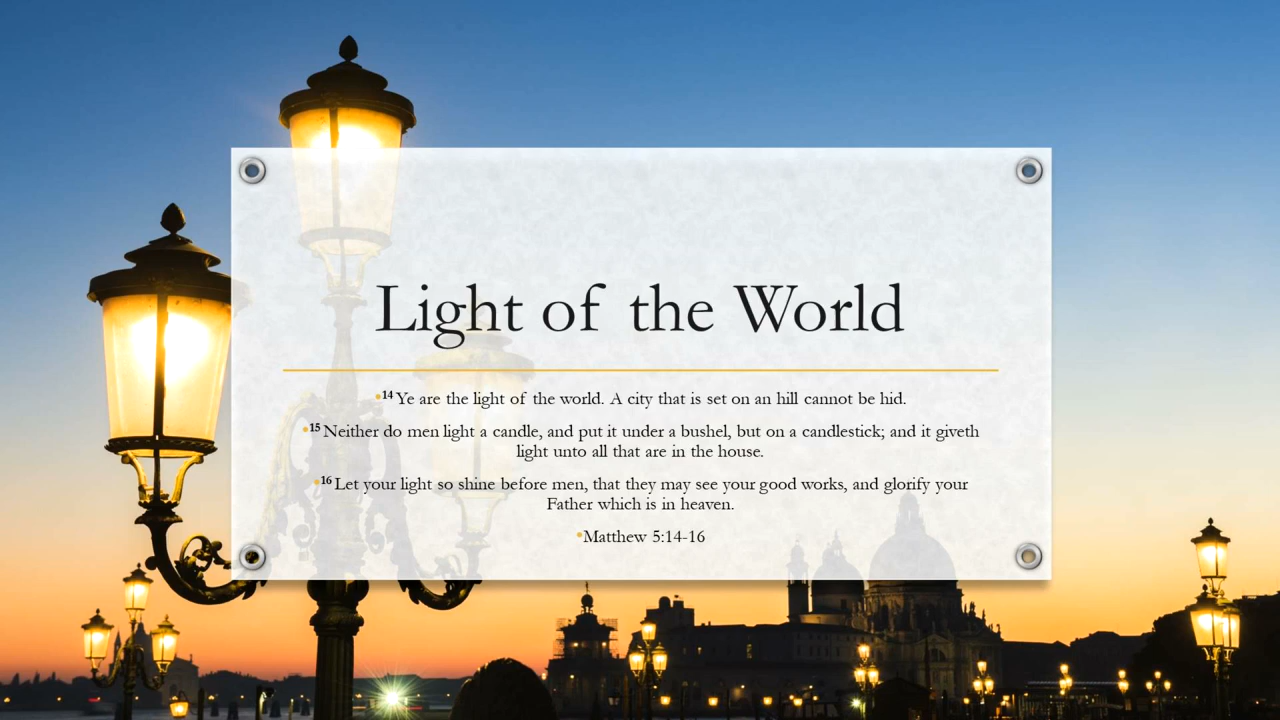 Light of the World
•14 Ye are the light of the world. A city that is set on an hill cannot be hid.
•15 Neither do men light a candle, and put it under a bushel, but on a candlestick; and it giveth
light unto all that are in the house.
•16 Let your light so shine before men, that they may see your good works, and glorify your
Father which is in heaven.
•Matthew 5:14-16